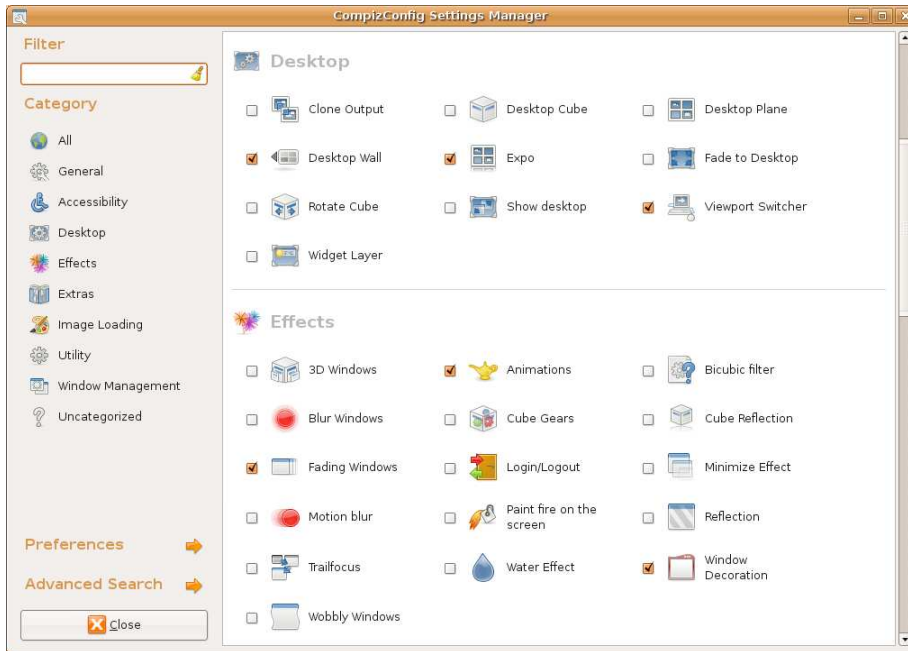 CompizConfig Settings Manager
Filter
Category
All
General
Accessibility
Desktop
Effects
Extras
Image Loading
Utility
Window Management
Uncategorized
Preferences
Advanced Search
Close
Desktop
Clone Output
Desktop Cube
Desktop Plane
Desktop Wall
Expo
Fade to Desktop
Rotate Cube
Show desktop
Viewport Switcher
Widget Layer
Effects
3D Windows
Animations
Bicubic filter
Blur Windows
Cube Gears
Cube Reflection
Fading Windows
Login/Logout
Minimize Effect
Motion blur
Paint fire on the
screen
Reflection
Trailfocus
Water Effect
Window
Decoration
Wobbly Windows